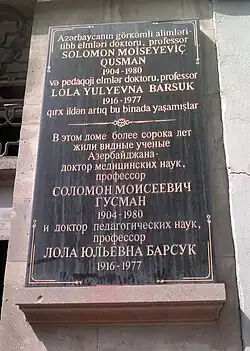 Azərbaycanın görkəmli alimləri-
tibb elmləri doktoru, professor
SOLOMON MOİSEYEVİÇ
QUSMAN
1904-1980
və pedaqoji elmlər doktoru, professor
LOLA YULYEVNA BARSUK
1916-1977
qırx ildən artıq bu binada yaşamışlar
В этом доме более сорока лет
жили видные ученые
Азербайджана-
доктор медицинских наук,
профессор
СОЛОМОН МОИСЕЕВИЧ
ГУСМАН
1904-1980
и доктор педагогических наук,
профессор
ЛОЛА ЮЛЬЕВНА БАРСУК
1916-1977